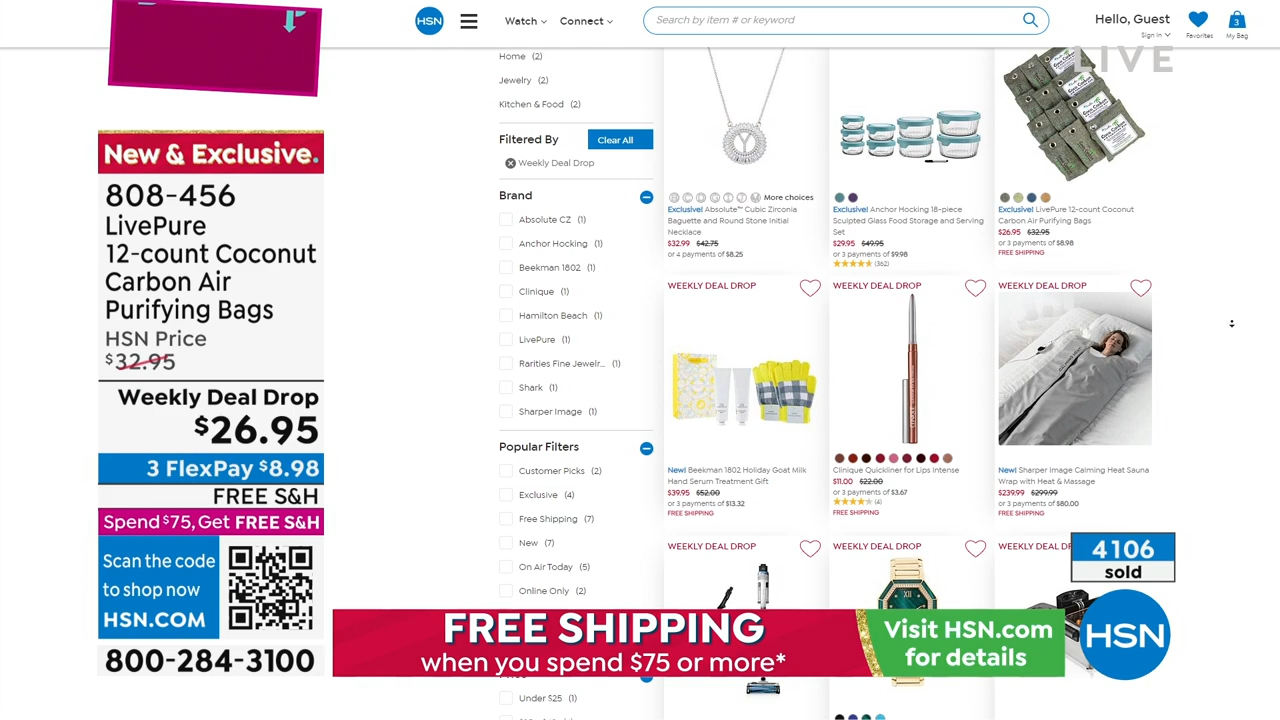 HSN
Watch
Connect
Search by item # or keyword
Hello, Guest
Sign In
Favorites
3
My Bag
LIVE
New & Exclusive.
808-456
LivePure
12-count Coconut
Carbon Air
Purifying Bags
HSN Price
$32.95
Weekly Deal Drop
$26.95
3 FlexPay $8.98
FREE S&H
Spend $75, Get FREE S&H
Scan the code
to shop now
HSN.COM
800-284-3100
Home (2)
Jewelry (2)
Kitchen & Food (2)
Filtered By
Clear All
Weekly Deal Drop
Brand
Absolute CZ (1)
Anchor Hocking (1)
Beekman 1802 (1)
Clinique (1)
Hamilton Beach (1)
LivePure (1)
Rarities Fine Jewelr... (1)
Shark (1)
Sharper Image (1)
Popular Filters
Customer Picks (2)
Exclusive (4)
Free Shipping (7)
New (7)
On Air Today (5)
Online Only (2)
Under $25 (1)
More choices
Exclusive! Absolute™ Cubic Zirconia
Baguette and Round Stone Initial
Necklace
$32.99 $42.75
or 4 payments of $8.25
Exclusive! Anchor Hocking 18-piece
Sculpted Glass Food Storage and Serving
Set
$29.95 $49.95
or 3 payments of $9.98
(362)
Exclusive! LivePure 12-count Coconut
Carbon Air Purifying Bags
$26.95 $32.95
or 3 payments of $8.98
FREE SHIPPING
WEEKLY DEAL DROP
WEEKLY DEAL DROP
WEEKLY DEAL DROP
New! Beekman 1802 Holiday Goat Milk
Hand Serum Treatment Gift
$39.95 $52.00
or 3 payments of $13.32
FREE SHIPPING
Clinique Quickliner for Lips Intense
$11.00 $22.00
or 3 payments of $3.67
(4)
FREE SHIPPING
New! Sharper Image Calming Heat Sauna
Wrap with Heat & Massage
$239.99 $299.99
or 3 payments of $80.00
FREE SHIPPING
WEEKLY DEAL DROP
WEEKLY DEAL DROP
WEEKLY DEAL
4106
sold
FREE SHIPPING
when you spend $75 or more*
Visit HSN.com
for details
HSN